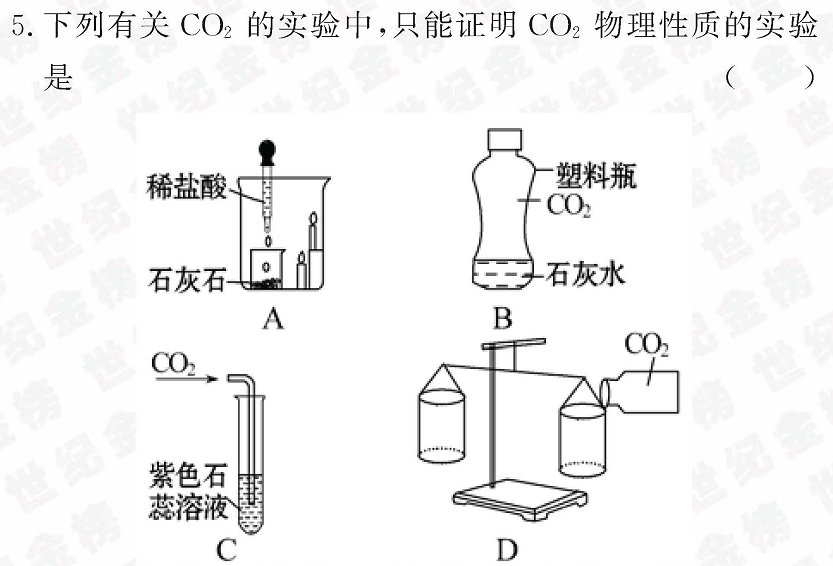 5. 下列有关 CO₂ 的实验中,只能证明 CO₂ 物理性质的实验
是 (　　)
稀盐酸
石灰石
A
塑料瓶
CO₂
石灰水
B
CO₂
紫色石
蕊溶液
C
CO₂
D